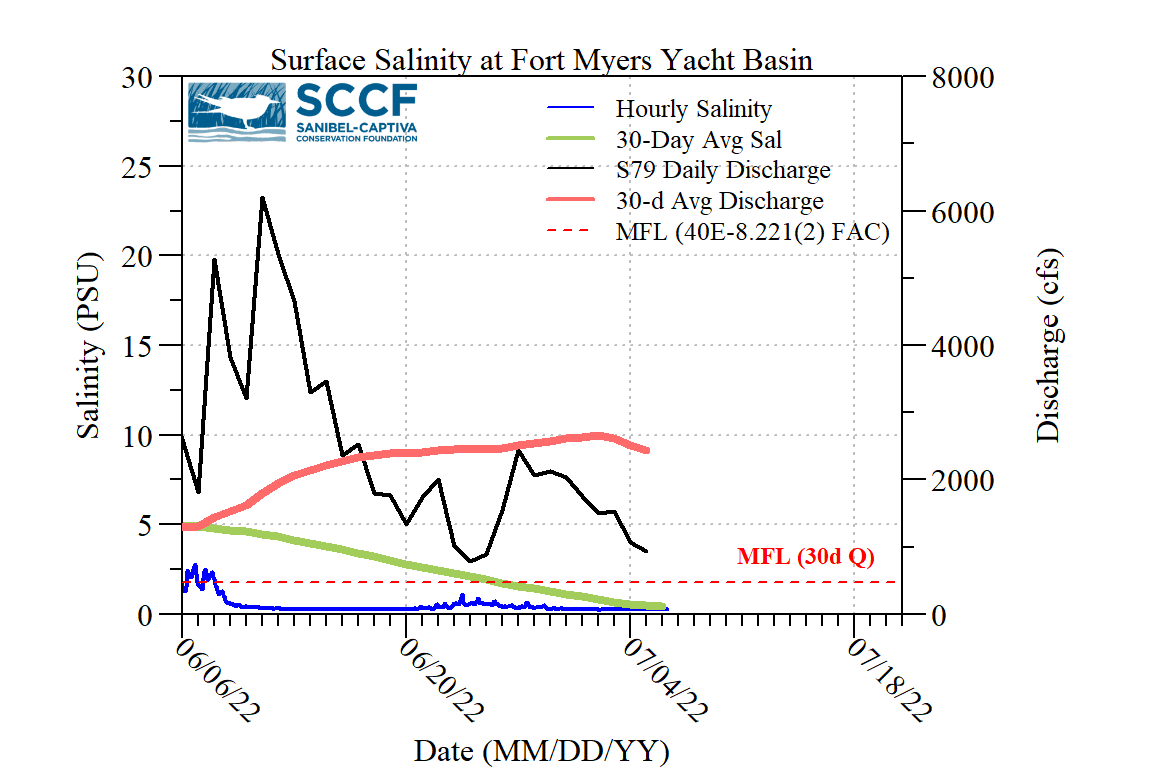 Surface Salinity at Fort Myers Yacht Basin
SCCF
SANIBEL-CAPTIVA
CONSERVATION FOUNDATION
Hourly Salinity
30-Day Avg Sal
S79 Daily Discharge
30-d Avg Discharge
MFL (40E-8.221(2) FAC)
30
25
20
15
10
5
0
Salinity (PSU)
8000
6000
4000
2000
0
Discharge (cfs)
MFL (30d Q)
06/06/22
06/20/22
07/04/22
07/18/22
Date (MM/DD/YY)